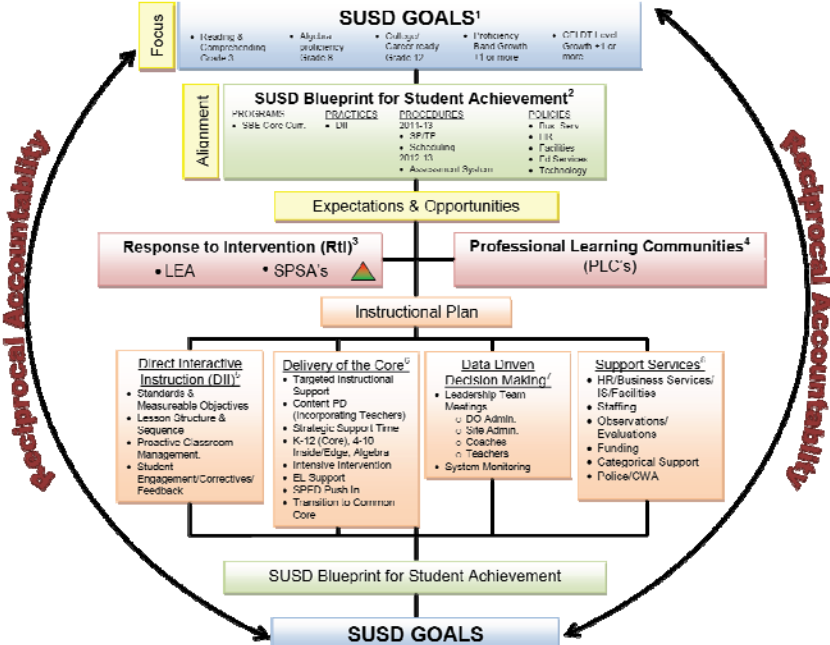 SUSD GOALS¹
Focus
• Reading &
Comprehending
Grade 3
• Algebra
proficiency
Grade 8
• College/
Career ready
Grade 12
• Proficiency
Band Growth
+1 or more
• CELDT Level
Growth +1 or
more
Alignment
SUSD Blueprint for Student Achievement²
PROGRAMS
• SBE Core Curr.
PRACTICES
• DII
PROCEDURES
2011-13
Scheduling
2012-13
• Assessment System
POLICIES
• Bus. Serv.
• HR
• Facilities
• Ed Services
• Technology
Expectations & Opportunities
Response to Intervention (RtI)³
• LEA
• SPSA's
Professional Learning Communities⁴
(PLC's)
Instructional Plan
Direct Interactive
Instruction (DII)⁵
• Standards &
Measureable Objectives
• Lesson Structure &
Sequence
• Proactive Classroom
Management.
• Student
Engagement/Correctives/
Feedback
Delivery of the Core⁶
• Targeted Instructional
Support
• Content PD
(Incorporating Teachers)
• Strategic Support Time
• K-12 (Core), 4-10
Inside/Edge, Algebra
• Intensive Intervention
• EL Support
• SPED Push In
• Transition to Common
Core
Data Driven
Decision Making⁷
• Leadership Team
Meetings
o DO Admin.
o Site Admin.
o Coaches
o Teachers
• System Monitoring
Support Services⁸
• HR/Business Services/
IS/Facilities
• Staffing
• Observations/
Evaluations
• Funding
• Categorical Support
• Police/CWA
SUSD Blueprint for Student Achievement
SUSD GOALS
Reciprocal Accountability
Reciprocal Accountability